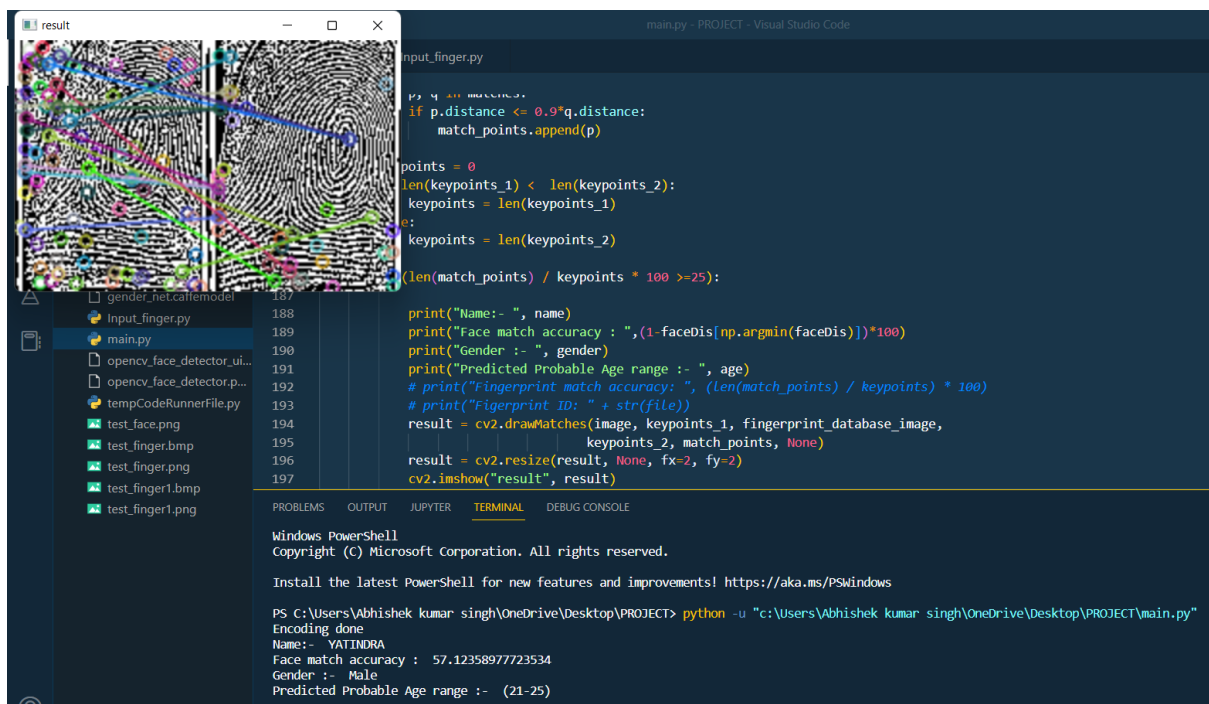 result
main.py - PROJECT - Visual Studio Code
Input_finger.py
p, q in matches:
if p.distance <= 0.9*q.distance:
match_points.append(p)
points = 0
len(keypoints_1) < len(keypoints_2):
keypoints = len(keypoints_1)
e:
keypoints = len(keypoints_2)
(len(match_points) / keypoints * 100 >=25):
gender_net.caffemodel
187
Input_finger.py
188 print("Name:- ", name)
main.py
189 print("Face match accuracy : ",(1-faceDis[np.argmin(faceDis)])*100)
190 print("Gender :- ", gender)
opencv_face_detector_ui...
191 print("Predicted Probable Age range :- ", age)
opencv_face_detector.p...
192 # print("Fingerprint match accuracy: ", (len(match_points) / keypoints) * 100)
tempCodeRunnerFile.py
193 # print("Figerprint ID: " + str(file))
test_face.png
194 result = cv2.drawMatches(image, keypoints_1, fingerprint_database_image,
test_finger.bmp
195 keypoints_2, match_points, None)
test_finger.png
196 result = cv2.resize(result, None, fx=2, fy=2)
test_finger1.bmp
197 cv2.imshow("result", result)
test_finger1.png
PROBLEMS OUTPUT JUPYTER TERMINAL DEBUG CONSOLE
Windows PowerShell
Copyright (C) Microsoft Corporation. All rights reserved.
Install the latest PowerShell for new features and improvements! https://aka.ms/PSWindows
PS C:\Users\Abhishek kumar singh\OneDrive\Desktop\PROJECT> python -u "c:\Users\Abhishek kumar singh\OneDrive\Desktop\PROJECT\main.py"
Encoding done
Name:- YATINDRA
Face match accuracy : 57.12358977723534
Gender :- Male
Predicted Probable Age range :- (21-25)